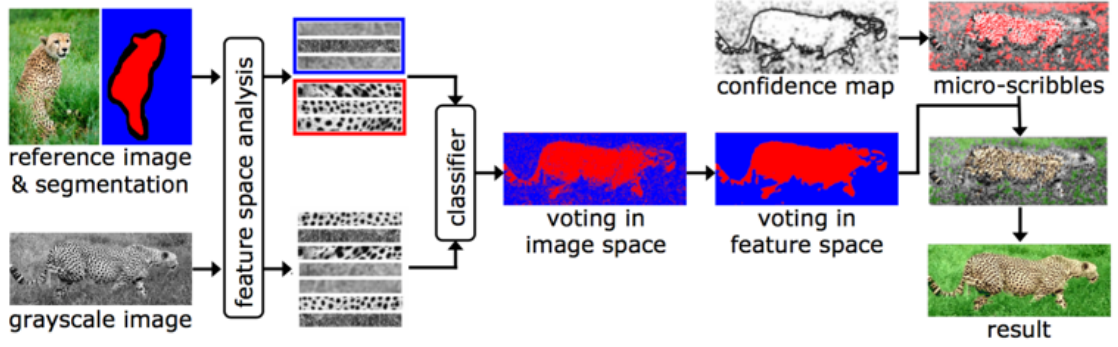 reference image
& segmentation
grayscale image
feature space analysis
classifier
voting in
image space
voting in
feature space
confidence map
micro-scribbles
result